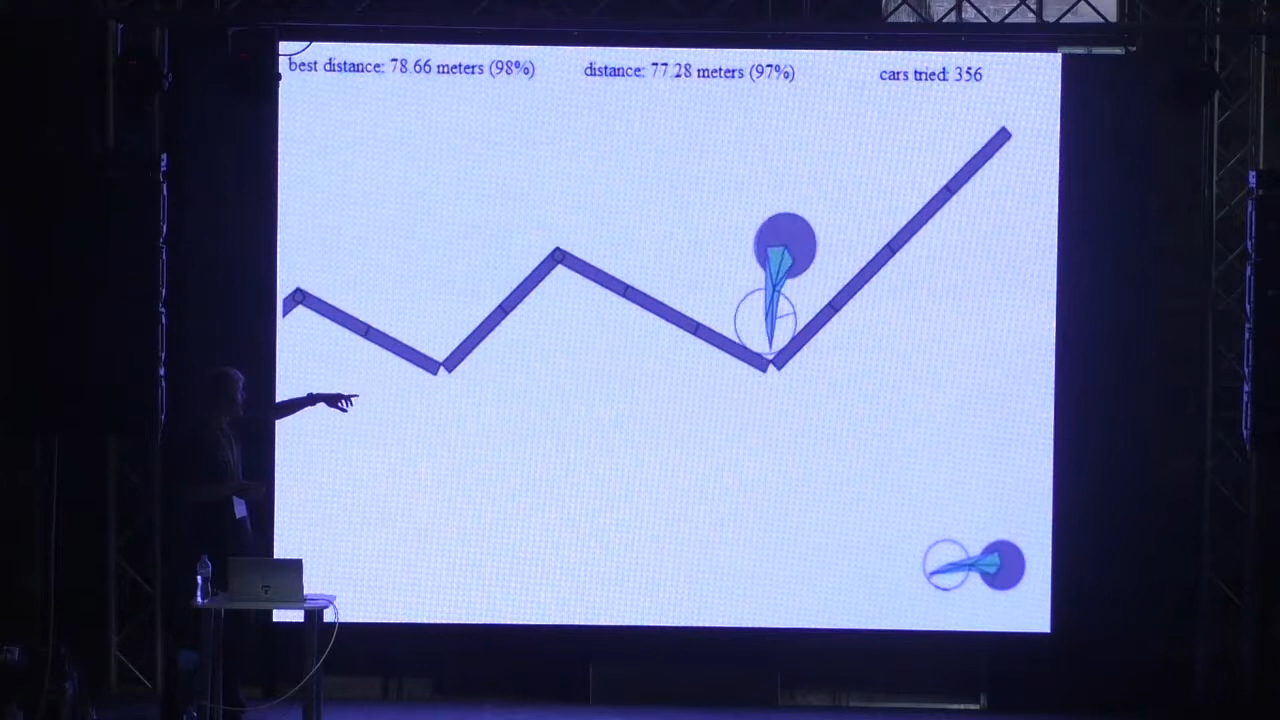 best distance: 78.66 meters (98%)
distance: 77.28 meters (97%)
cars tried: 356